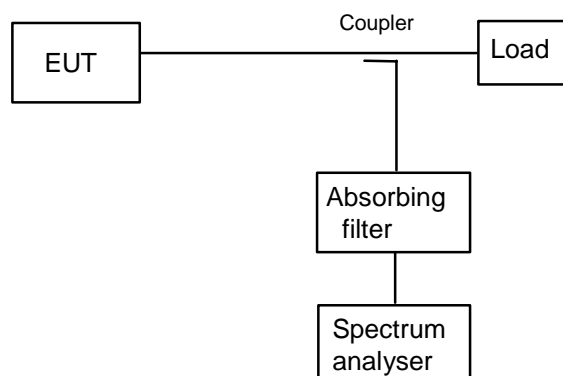 Coupler
EUT
Load
Absorbing
filter
Spectrum
analyser